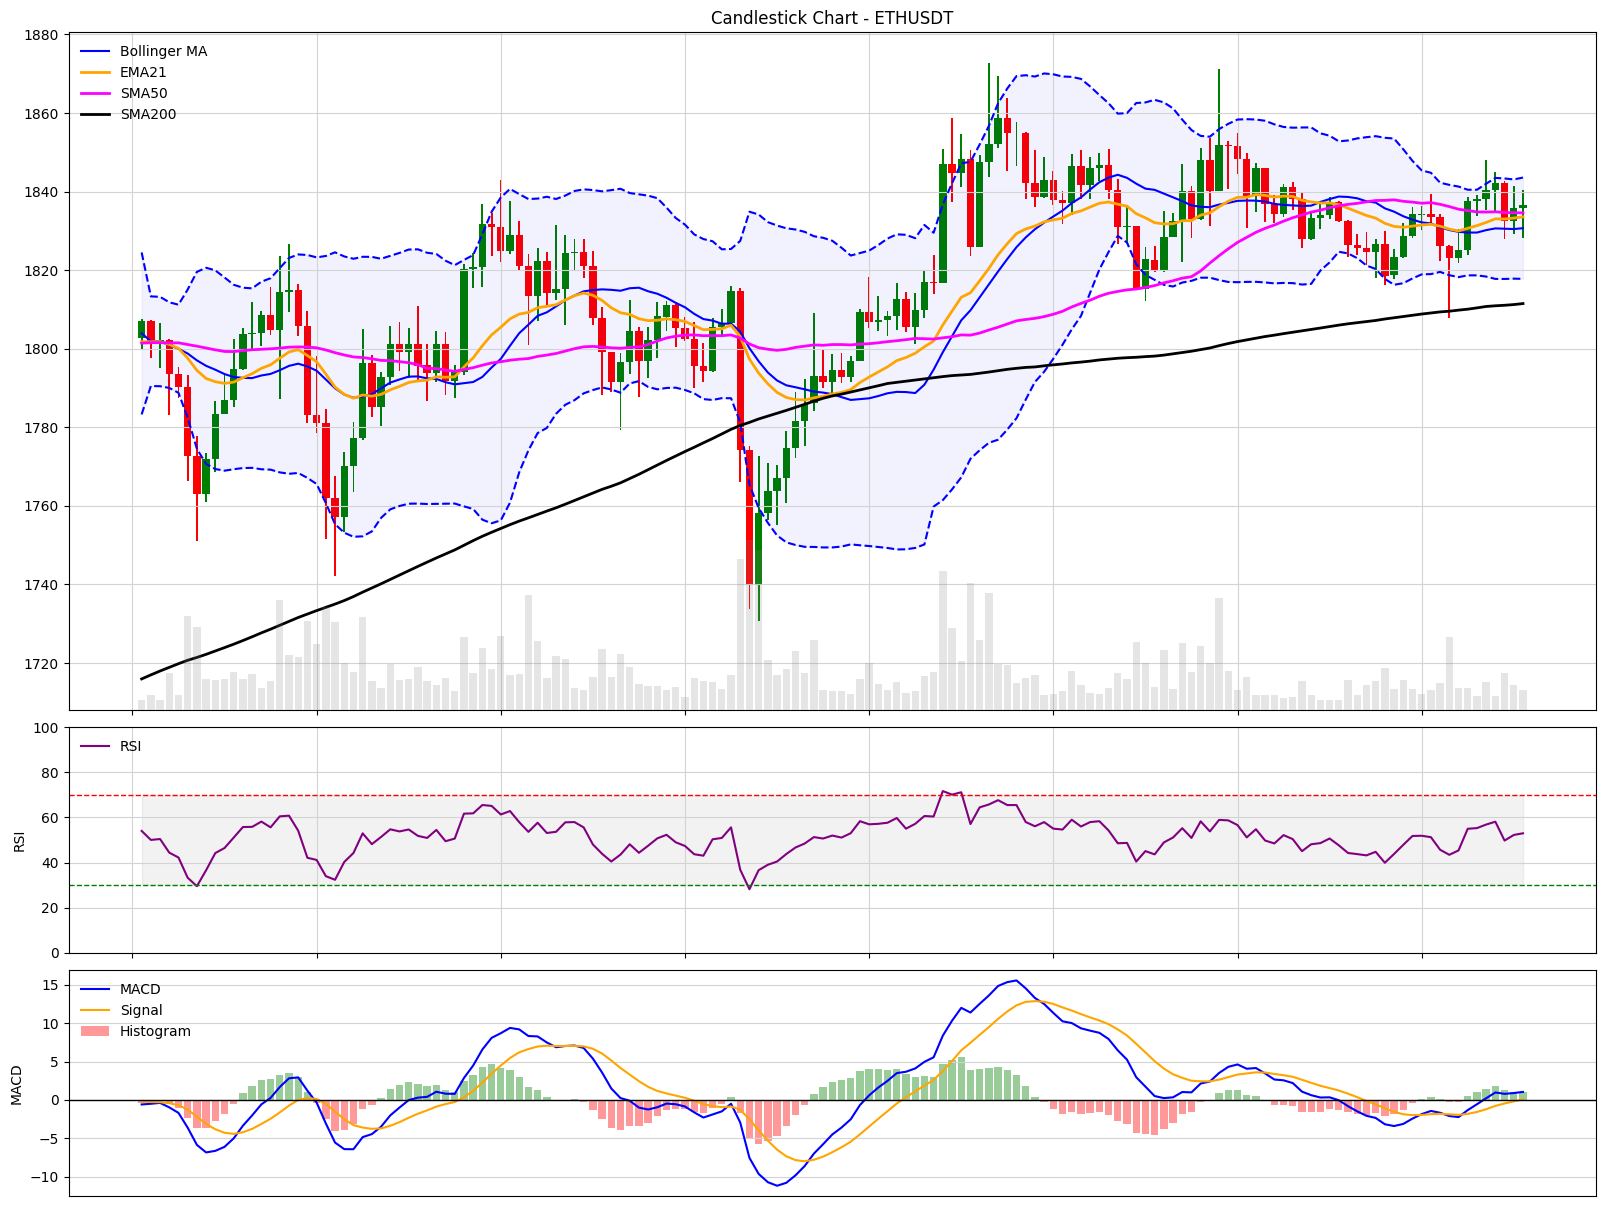 Candlestick Chart - ETHUSDT
1880
1860
1840
1820
1800
1780
1760
1740
1720
Bollinger MA
EMA21
SMA50
SMA200
100
80
60
40
20
0
RSI
RSI
15
10
5
0
−5
−10
MACD
MACD
Signal
Histogram